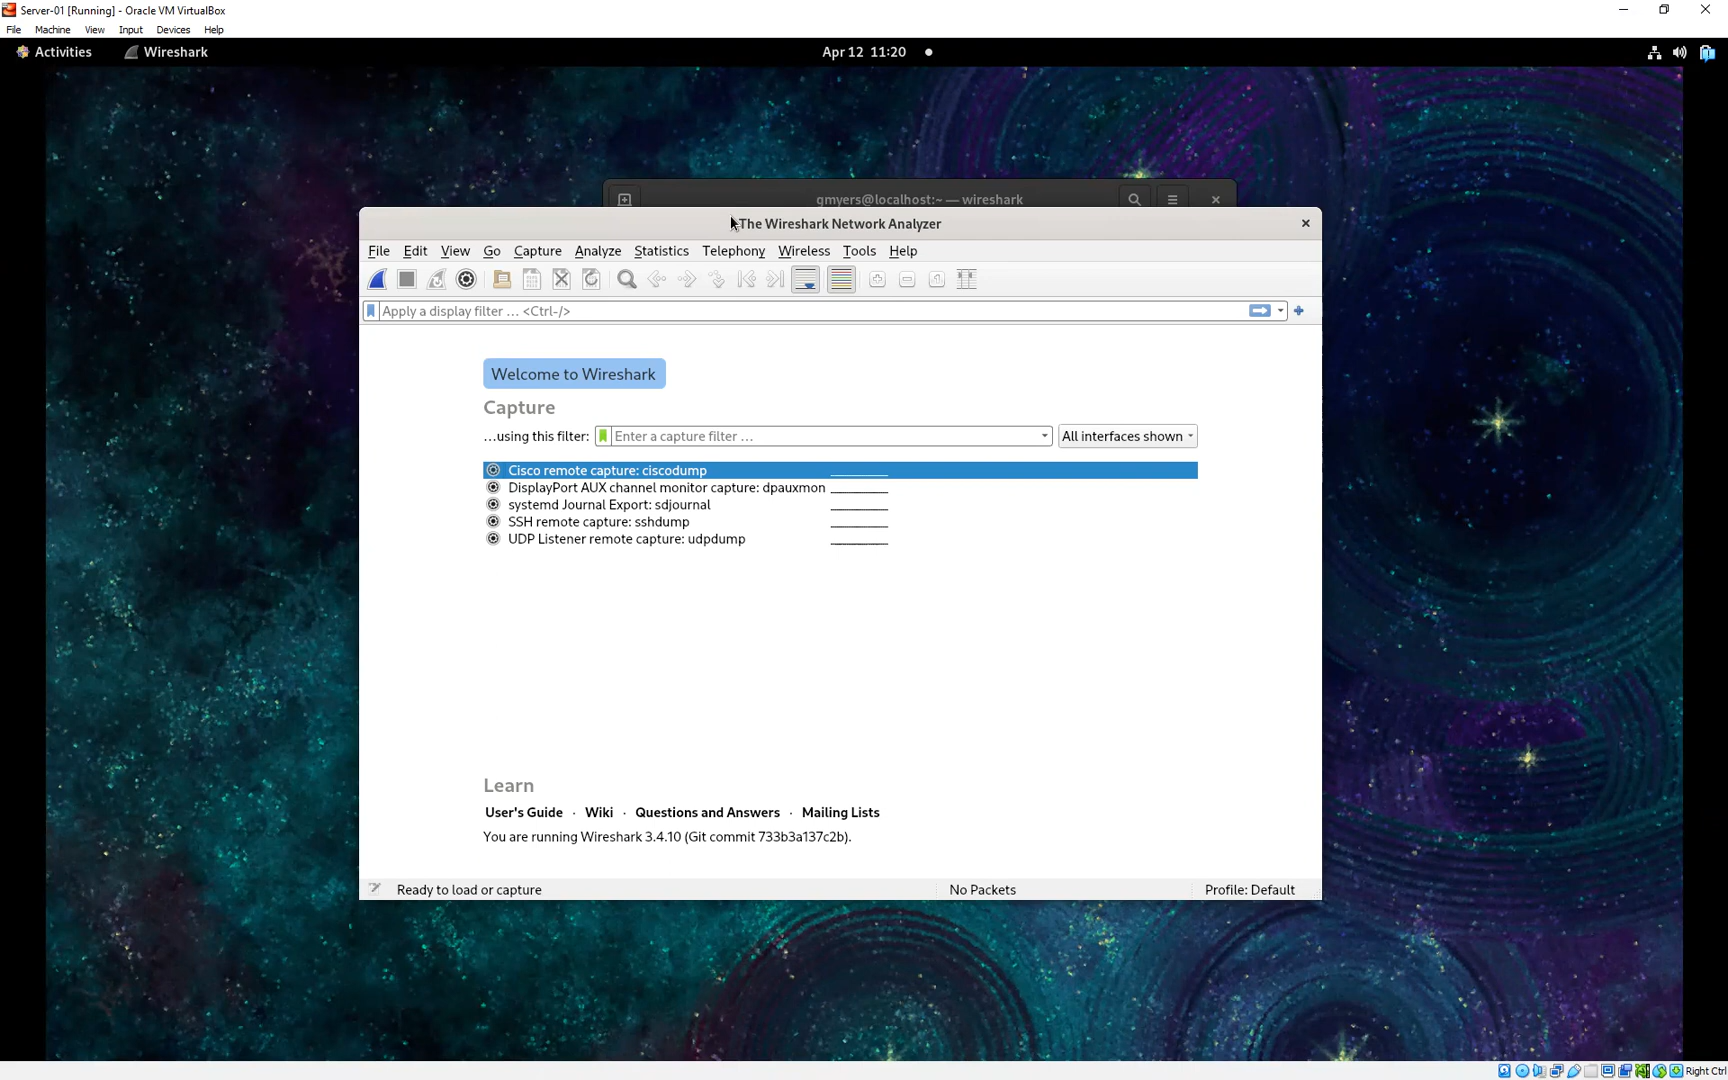 Server-01 [Running] - Oracle VM VirtualBox
File Machine View Input Devices Help
Activities Wireshark Apr 12 11:20
gmyers@localhost:~ — wireshark
The Wireshark Network Analyzer
File Edit View Go Capture Analyze Statistics Telephony Wireless Tools Help
Apply a display filter … <Ctrl-/>
Welcome to Wireshark
Capture
…using this filter: Enter a capture filter … All interfaces shown
Cisco remote capture: ciscodump
DisplayPort AUX channel monitor capture: dpauxmon
systemd Journal Export: sdjournal
SSH remote capture: sshdump
UDP Listener remote capture: udpdump
Learn
User's Guide · Wiki · Questions and Answers · Mailing Lists
You are running Wireshark 3.4.10 (Git commit 733b3a137c2b).
Ready to load or capture No Packets Profile: Default
Right Ctrl